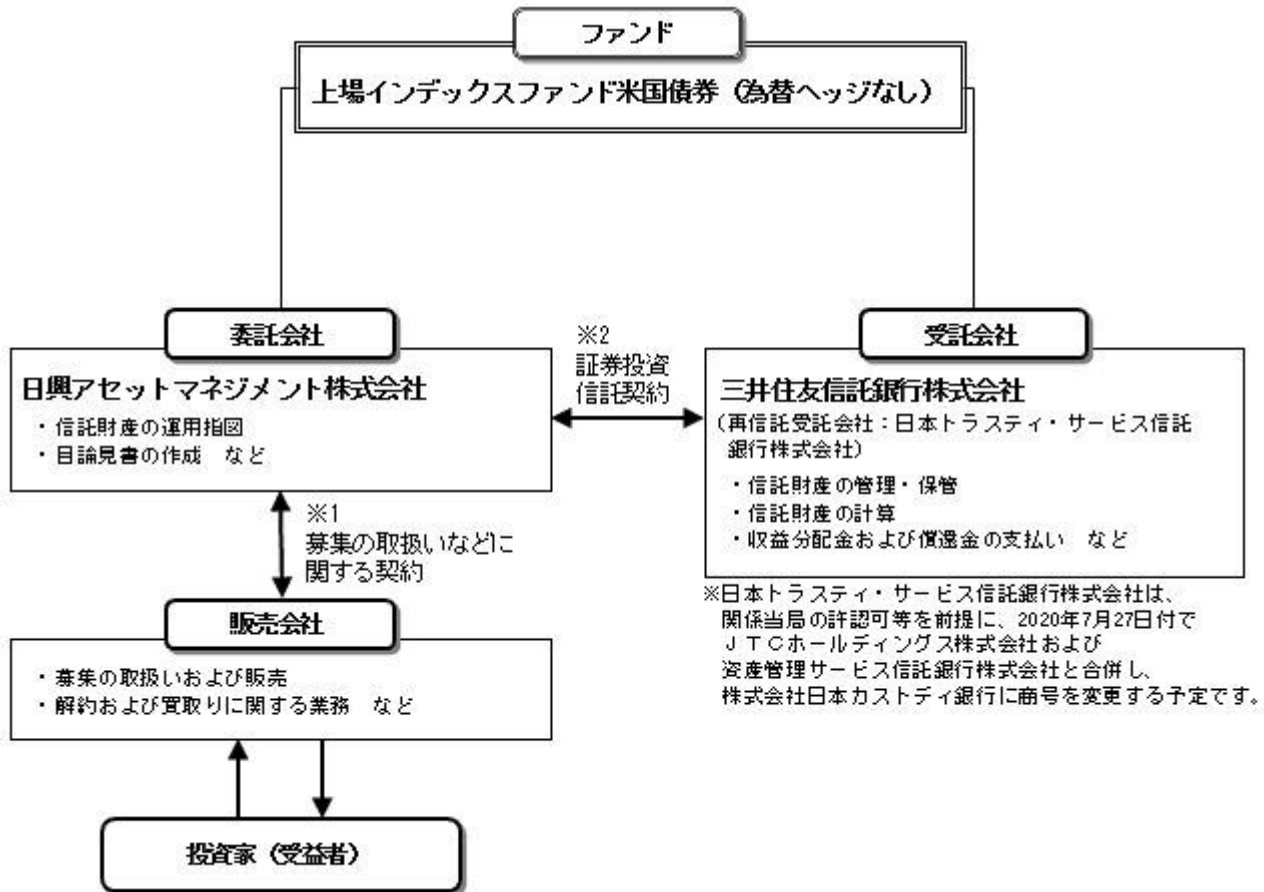 ファンド
上場インデックスファンド米国債券(為替ヘッジなし)
委託会社
日興アセットマネジメント株式会社
・信託財産の運用指図
・目論見書の作成 など
※2
証券投資
信託契約
受託会社
三井住友信託銀行株式会社
(再信託受託会社:日本トラスティ・サービス信託
銀行株式会社)
・信託財産の管理・保管
・信託財産の計算
・収益分配金および償還金の支払い など
※日本トラスティ・サービス信託銀行株式会社は、
関係当局の許認可等を前提に、2020年7月27日付で
JTCホールディングス株式会社および
資産管理サービス信託銀行株式会社と合併し、
株式会社日本カストディ銀行に商号を変更する予定です。
※1
募集の取扱いなどに
関する契約
販売会社
・募集の取扱いおよび販売
・解約および買取りに関する業務 など
投資家(受益者)